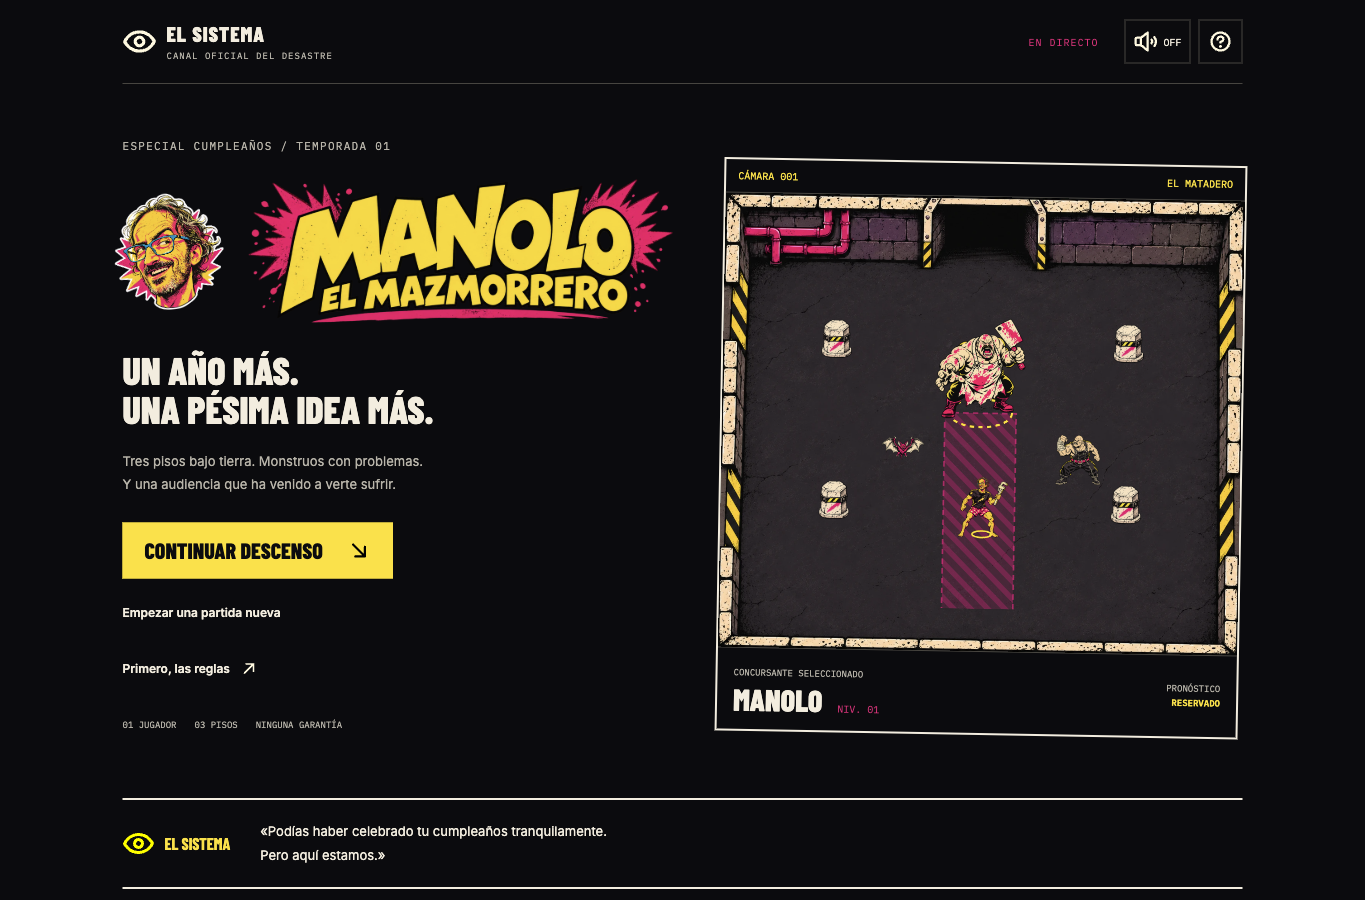 EL SISTEMA
CANAL OFICIAL DEL DESASTRE
EN DIRECTO
OFF
ESPECIAL CUMPLEAÑOS / TEMPORADA 01
MANOLO
EL MAZMORRERO
UN AÑO MÁS.
UNA PÉSIMA IDEA MÁS.
Tres pisos bajo tierra. Monstruos con problemas.
Y una audiencia que ha venido a verte sufrir.
CONTINUAR DESCENSO
Empezar una partida nueva
Primero, las reglas
01 JUGADOR 03 PISOS NINGUNA GARANTÍA
CÁMARA 001
EL MATADERO
CONCURSANTE SELECCIONADO
MANOLO NIV. 01
PRONÓSTICO
RESERVADO
EL SISTEMA
«Podías haber celebrado tu cumpleaños tranquilamente.
Pero aquí estamos.»